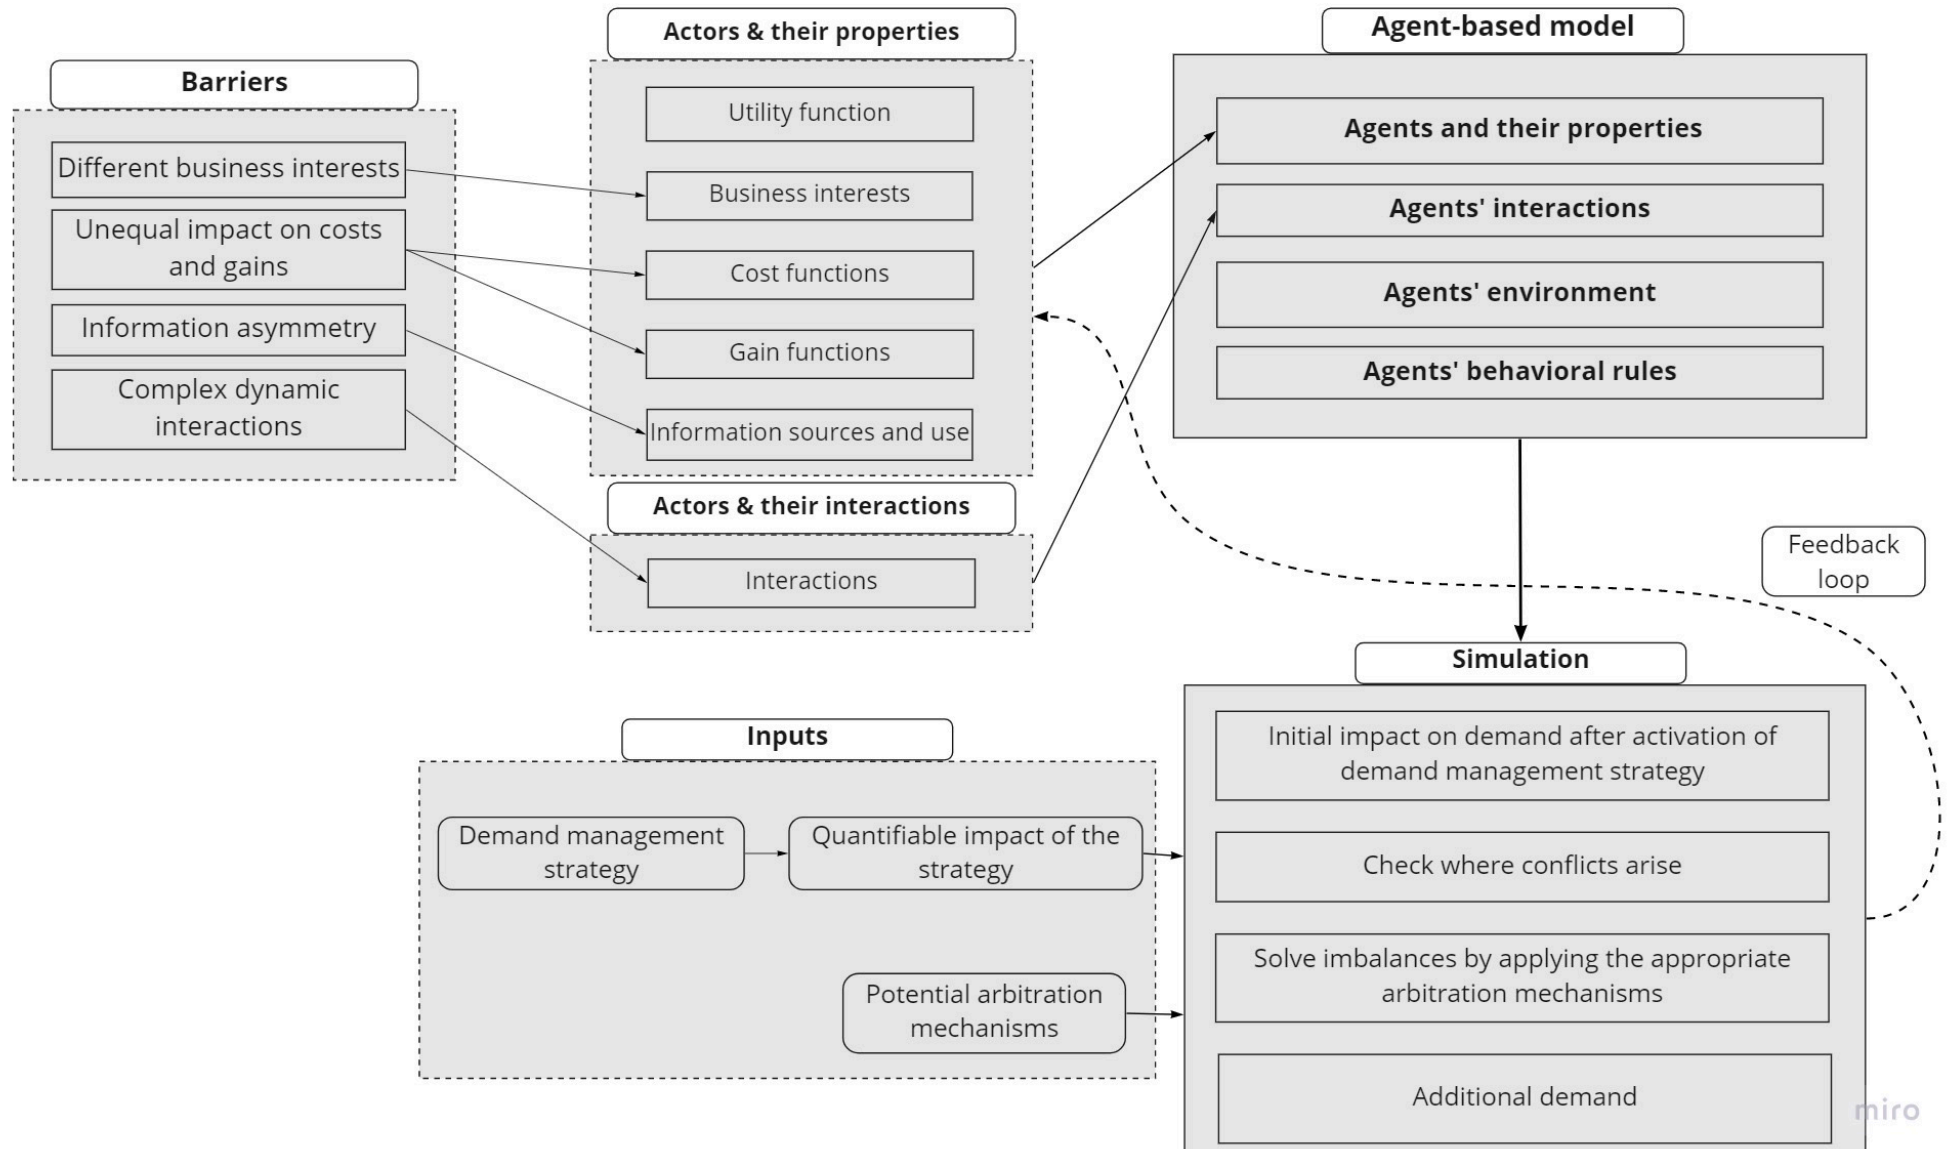 Barriers
Different business interests
Unequal impact on costs
and gains
Information asymmetry
Complex dynamic
interactions
Actors & their properties
Utility function
Business interests
Cost functions
Gain functions
Information sources and use
Actors & their interactions
Interactions
Agent-based model
Agents and their properties
Agents' interactions
Agents' environment
Agents' behavioral rules
Feedback
loop
Simulation
Initial impact on demand after activation of
demand management strategy
Check where conflicts arise
Solve imbalances by applying the appropriate
arbitration mechanisms
Additional demand
Inputs
Demand management
strategy
Quantifiable impact of the
strategy
Potential arbitration
mechanisms
miro